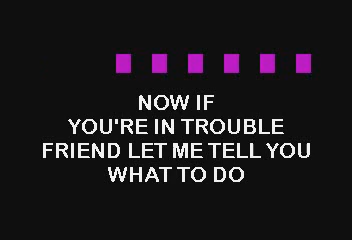 NOW IF
YOU'RE IN TROUBLE
FRIEND LET ME TELL YOU
WHAT TO DO